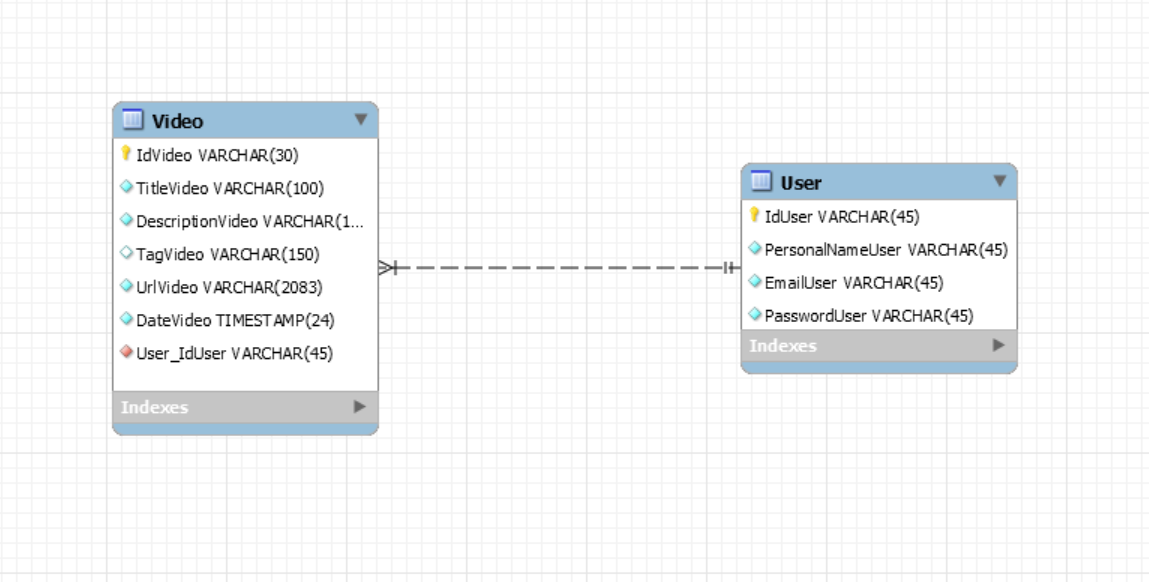 Video
IdVideo VARCHAR(30)
TitleVideo VARCHAR(100)
DescriptionVideo VARCHAR(1...
TagVideo VARCHAR(150)
UrlVideo VARCHAR(2083)
DateVideo TIMESTAMP(24)
User_IdUser VARCHAR(45)
Indexes
User
IdUser VARCHAR(45)
PersonalNameUser VARCHAR(45)
EmailUser VARCHAR(45)
PasswordUser VARCHAR(45)
Indexes